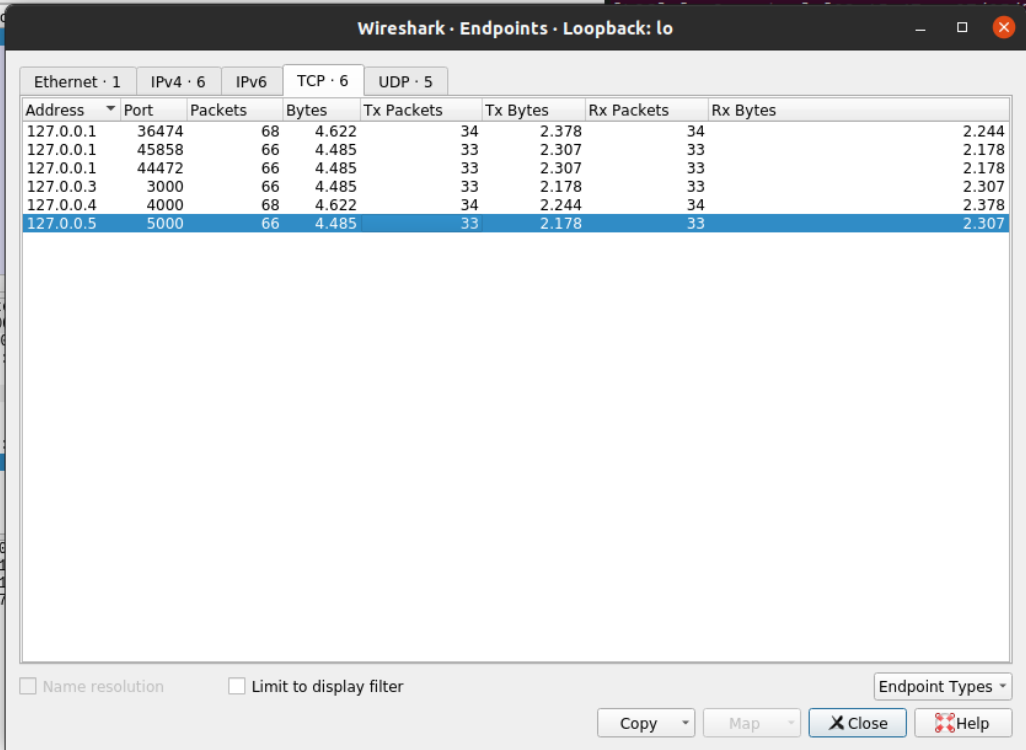 Wireshark · Endpoints · Loopback: lo
Ethernet · 1 IPv4 · 6 IPv6 TCP · 6 UDP · 5
Address Port Packets Bytes Tx Packets Tx Bytes Rx Packets Rx Bytes
127.0.0.1 36474 68 4.622 34 2.378 34 2.244
127.0.0.1 45858 66 4.485 33 2.307 33 2.178
127.0.0.1 44472 66 4.485 33 2.307 33 2.178
127.0.0.3 3000 66 4.485 33 2.178 33 2.307
127.0.0.4 4000 68 4.622 34 2.244 34 2.378
127.0.0.5 5000 66 4.485 33 2.178 33 2.307
Name resolution Limit to display filter Endpoint Types
Copy Map Close Help